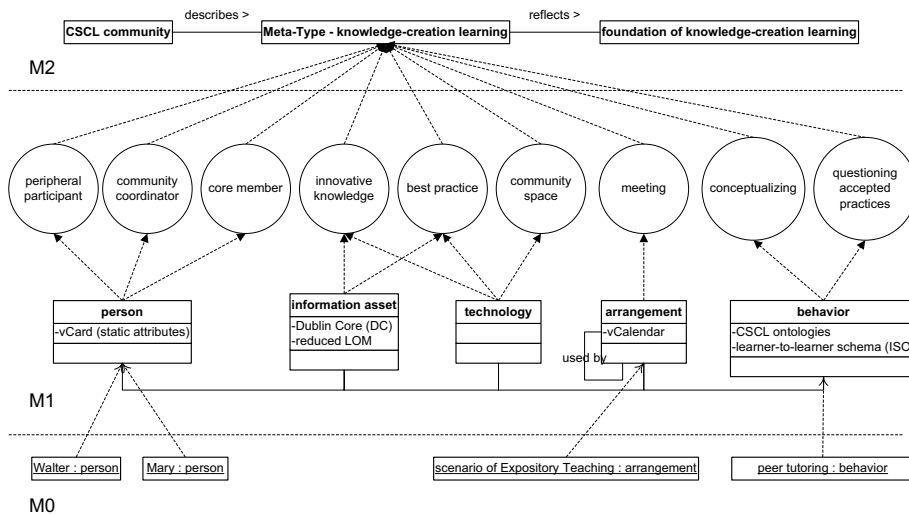 describes >
reflects >
CSCL community
Meta-Type - knowledge-creation learning
foundation of knowledge-creation learning
M2
peripheral
participant
community
coordinator
core member
innovative
knowledge
best practice
community
space
meeting
conceptualizing
questioning
accepted
practices
person
-vCard (static attributes)
information asset
-Dublin Core (DC)
-reduced LOM
technology
arrangement
-vCalendar
used by
behavior
-CSCL ontologies
-learner-to-learner schema (ISO
M1
Walter : person
Mary : person
scenario of Expository Teaching : arrangement
peer tutoring : behavior
M0